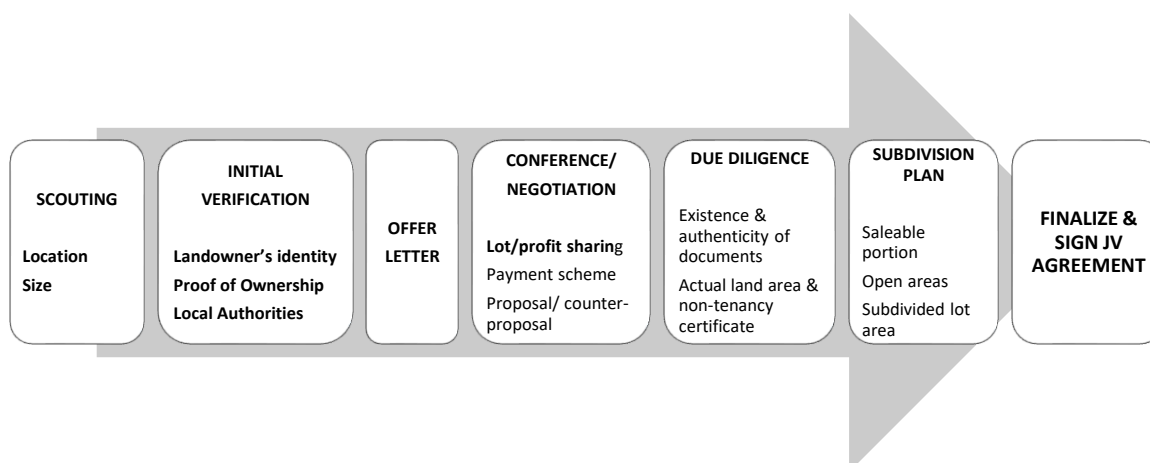 SCOUTING
Location
Size
INITIAL
VERIFICATION
Landowner's identity
Proof of Ownership
Local Authorities
OFFER
LETTER
CONFERENCE/
NEGOTIATION
Lot/profit sharing
Payment scheme
Proposal/ counter-
proposal
DUE DILIGENCE
Existence &
authenticity of
documents
Actual land area &
non-tenancy
certificate
SUBDIVISION
PLAN
Saleable
portion
Open areas
Subdivided lot
area
FINALIZE &
SIGN JV
AGREEMENT